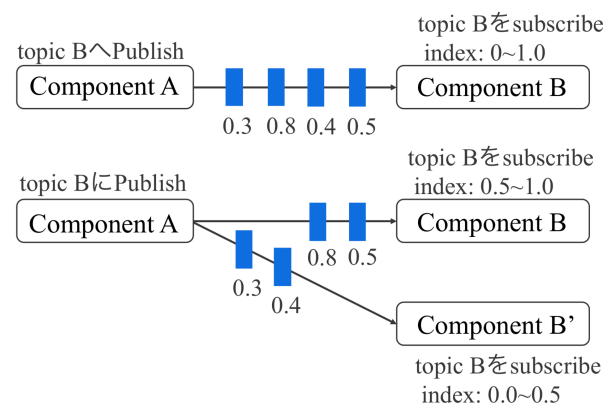 topic BへPublish
Component A
topic Bをsubscribe
index: 0~1.0
Component B
0.3 0.8 0.4 0.5
topic BにPublish
Component A
topic Bをsubscribe
index: 0.5~1.0
Component B
0.8 0.5
0.3
0.4
Component B’
topic Bをsubscribe
index: 0.0~0.5